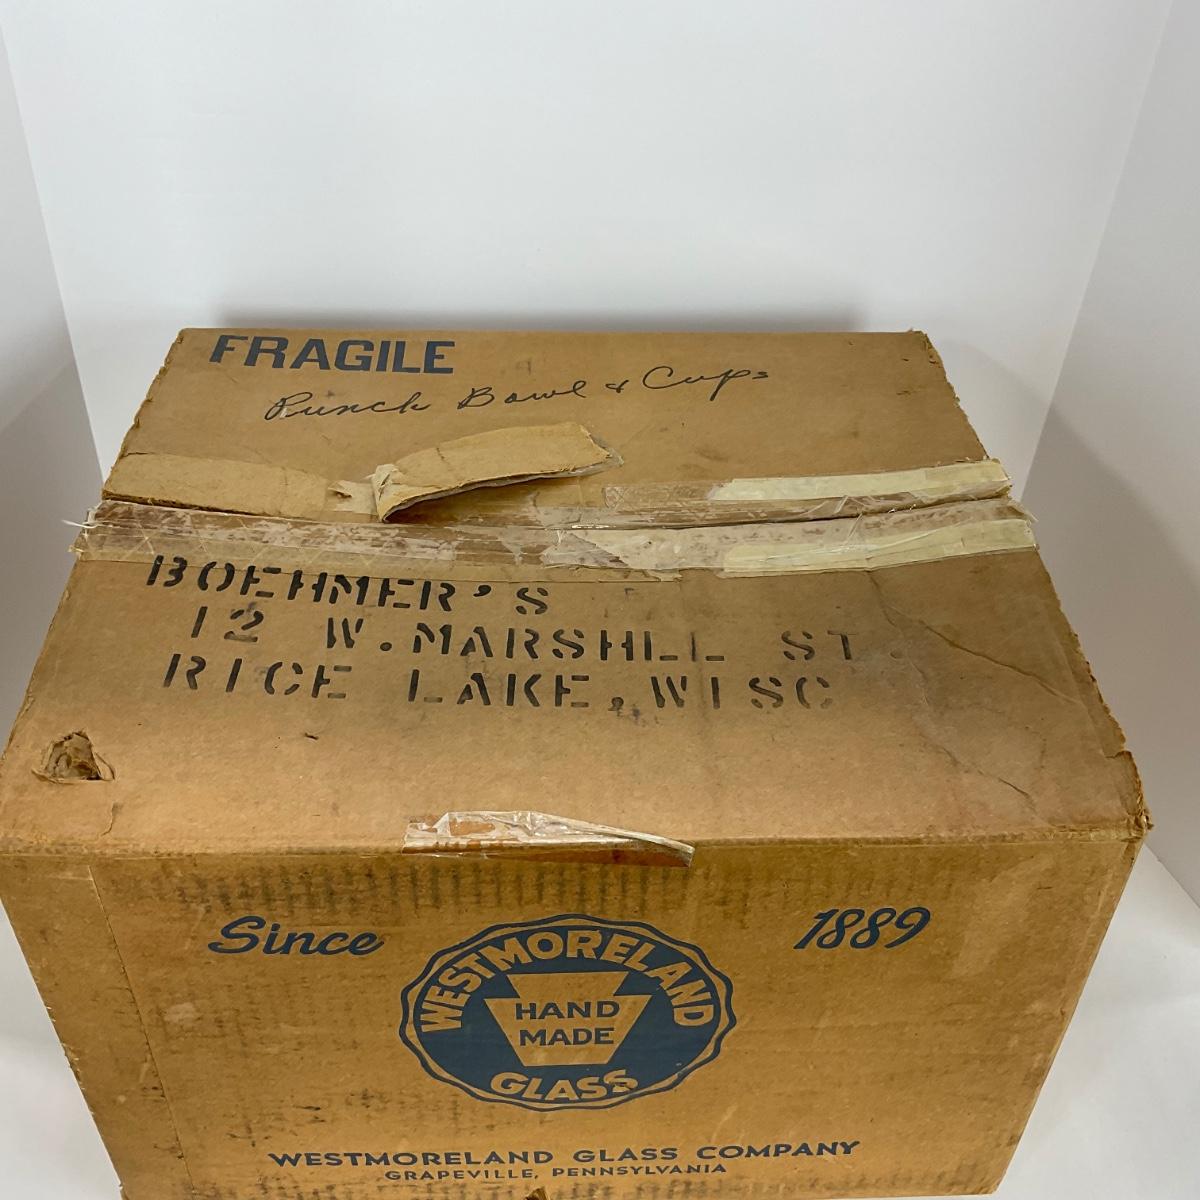 FRAGILE
Punch Bowl & Cups
BOEHMER'S
12 W. MARSHLL ST.
RICE LAKE, WISC
Since 1889
WESTMORELAND
HAND
MADE
GLASS
WESTMORELAND GLASS COMPANY
GRAPEVILLE, PENNSYLVANIA